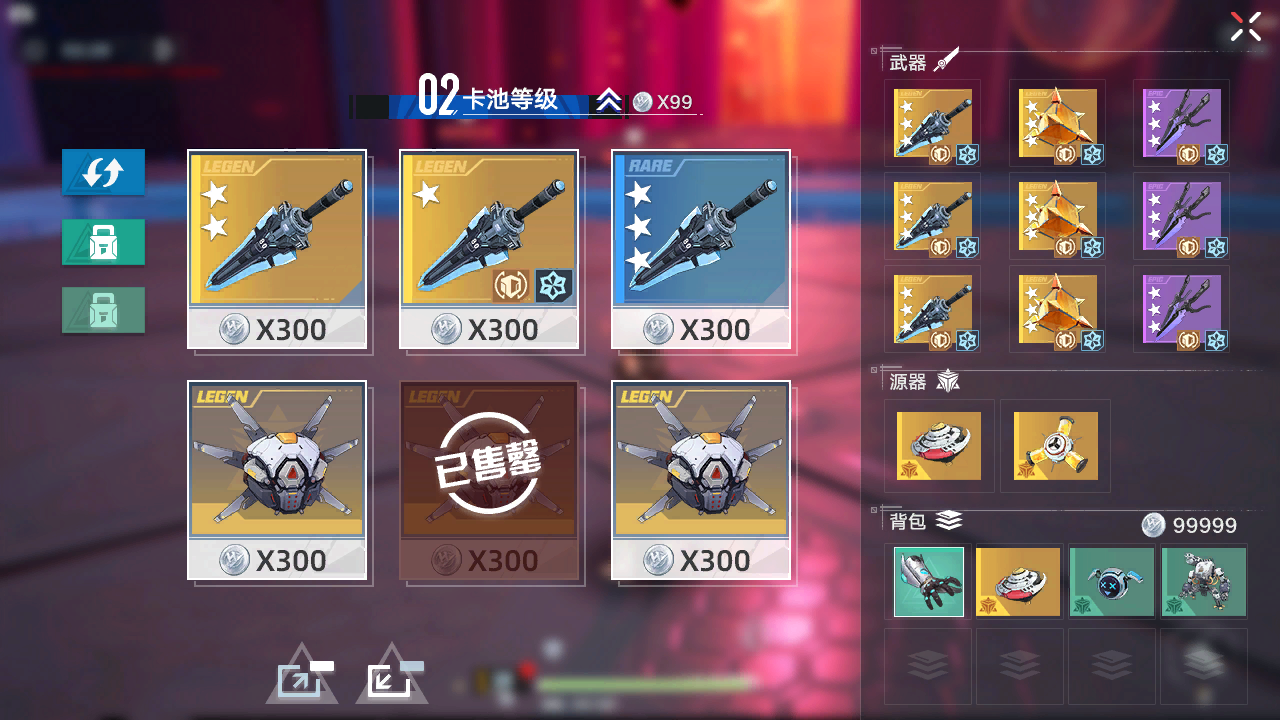 武器
02 卡池等级 X99
LEGEN
LEGEN
RARE
LEGEN
LEGEN
EPIC
LEGEN
LEGEN
EPIC
LEGEN
LEGEN
EPIC
X300
X300
X300
源器
LEGEN
LEGEN
LEGEN
已售罄
背包
99999
X300
X300
X300